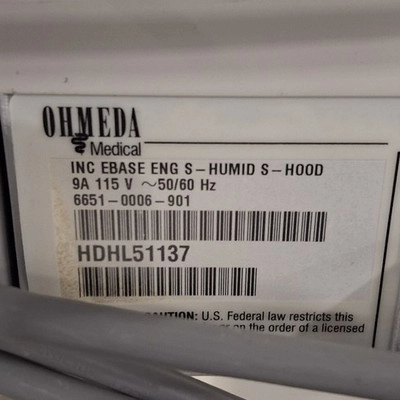 OHMEDA
Medical
INC EBASE ENG S-HUMID S-HOOD
9A 115 V ~50/60 Hz
6651-0006-901
HDHL51137
CAUTION: U.S. Federal law restricts this
or on the order of a licensed